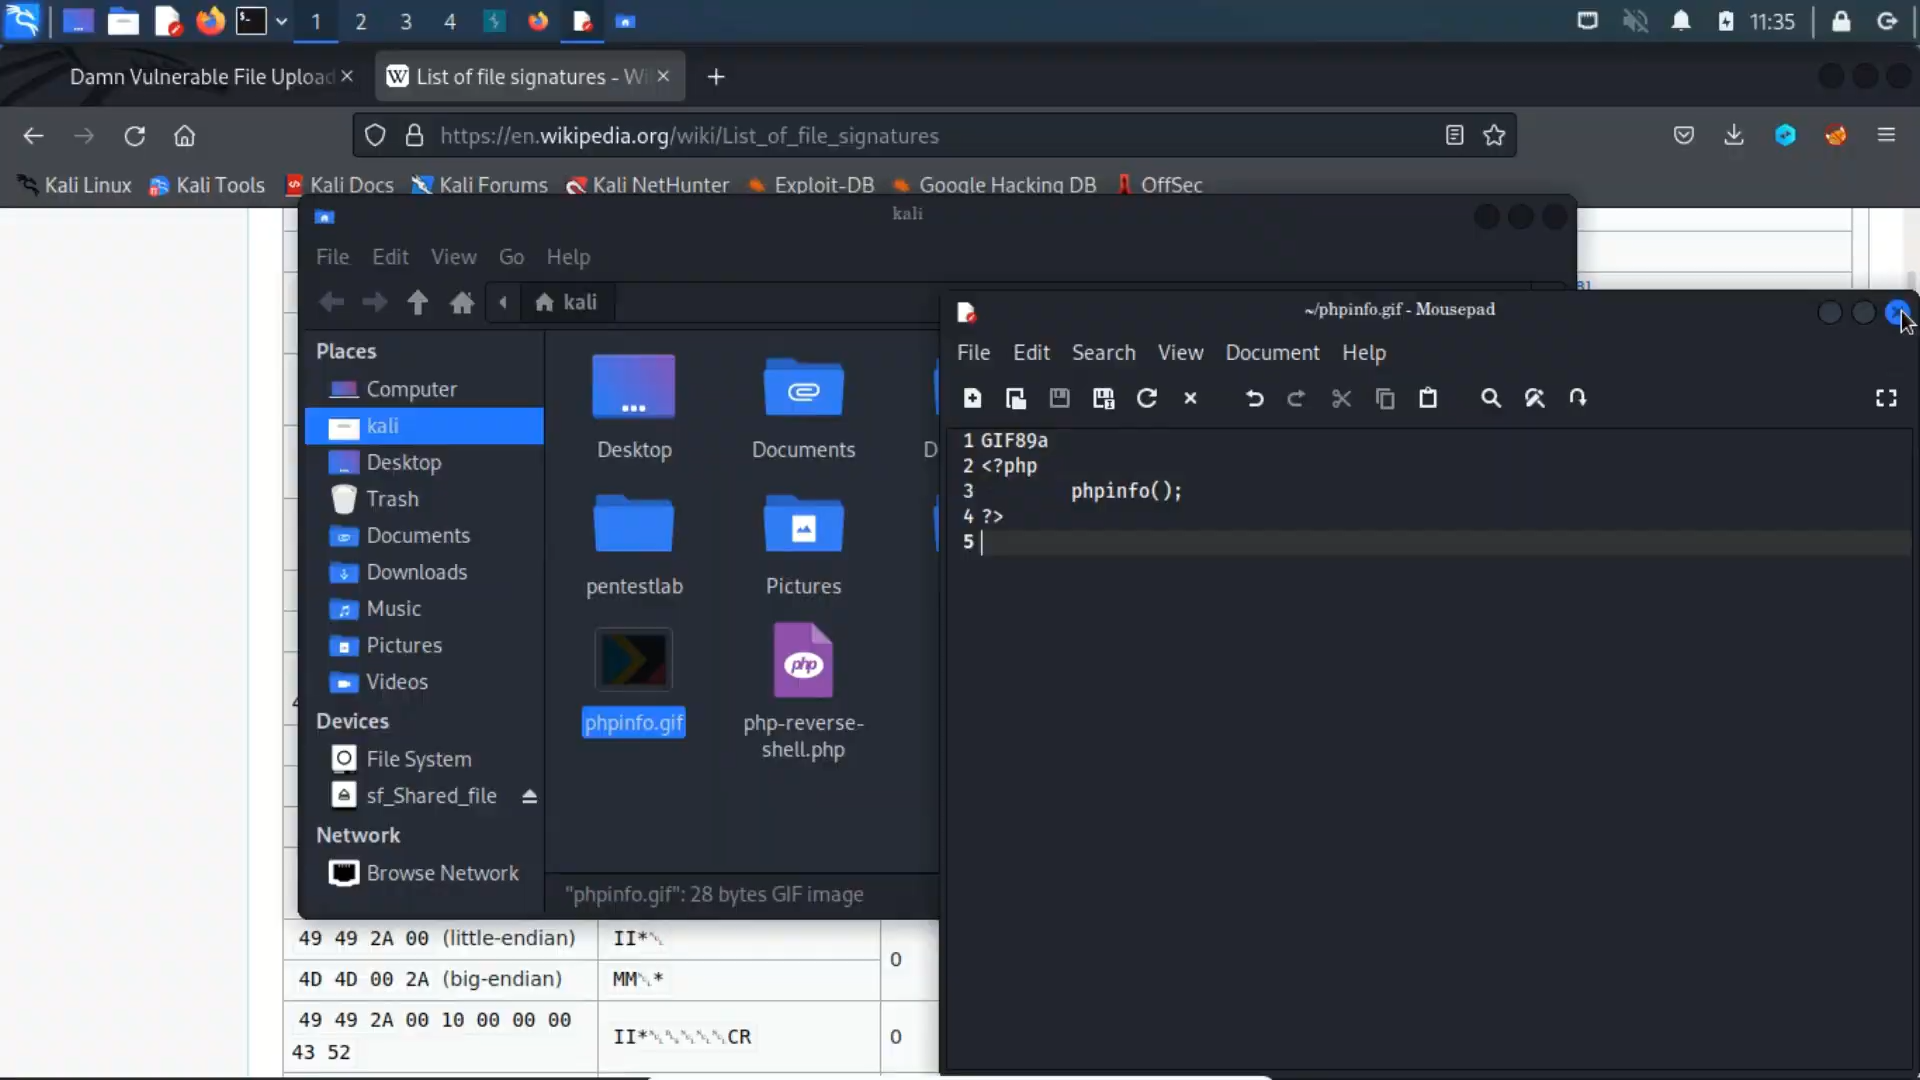 1 2 3 4 11:35
Damn Vulnerable File Upload List of file signatures - Wi
https://en.wikipedia.org/wiki/List_of_file_signatures
Kali Linux Kali Tools Kali Docs Kali Forums Kali NetHunter Exploit-DB Google Hacking DB OffSec
kali
File Edit View Go Help
kali
Places
Computer
kali
Desktop
Trash
Documents
Downloads
Music
Pictures
Videos
Devices
File System
sf_Shared_file
Network
Browse Network
Desktop Documents D
pentestlab Pictures
phpinfo.gif php-reverse-
shell.php
php
"phpinfo.gif": 28 bytes GIF image
~/phpinfo.gif - Mousepad
File Edit Search View Document Help
1 GIF89a
2 <?php
3 phpinfo();
4 ?>
5
49 49 2A 00 (little-endian) II*␀
0
4D 4D 00 2A (big-endian) MM␀*
49 49 2A 00 10 00 00 00
43 52
II*␀␀␀␀␀CR 0